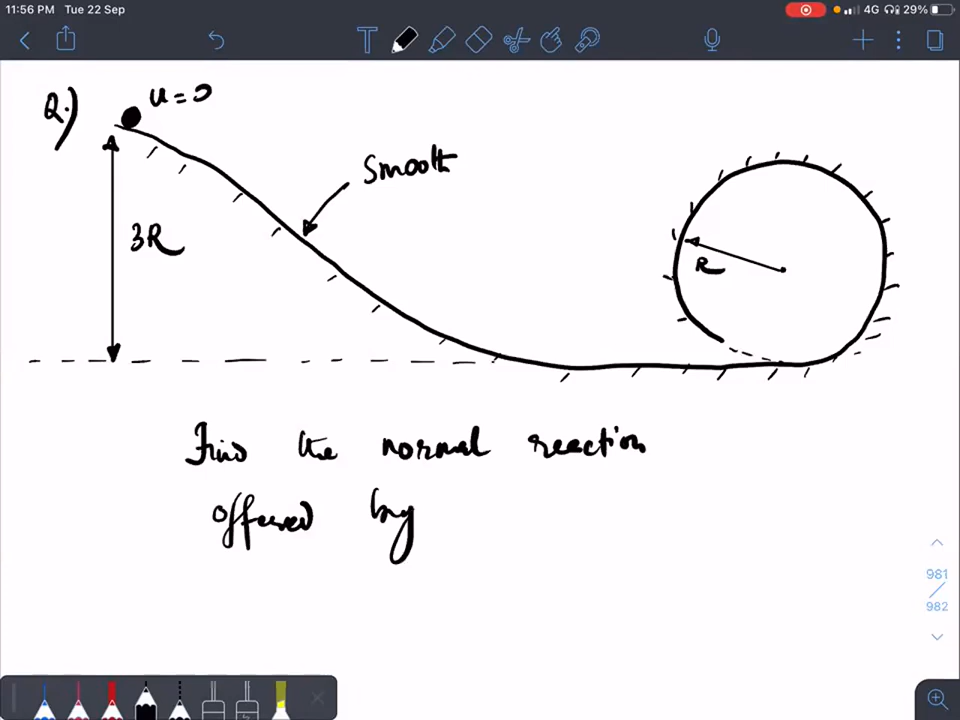 11:56 PM Tue 22 Sep 4G 29%
T
Q.) u = 0
Smooth
3R
R
Find the normal reaction
offered by
981
982